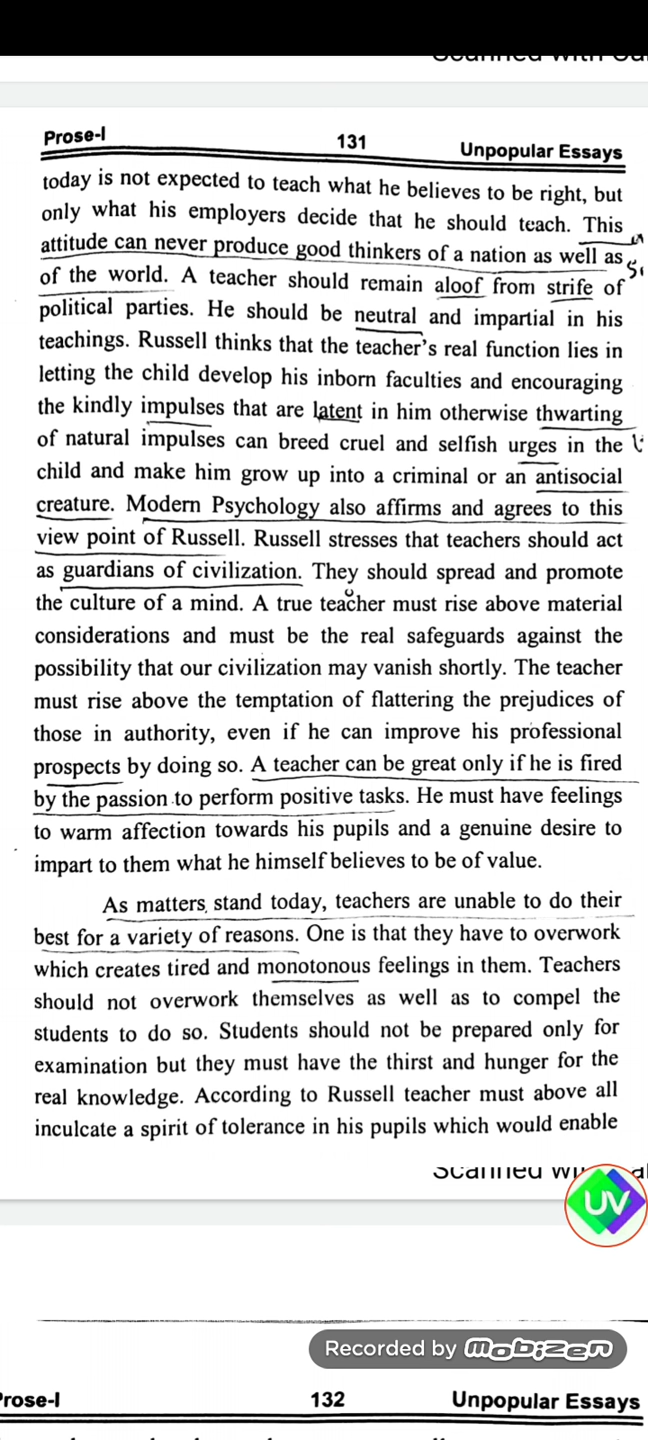 Prose-I 131 Unpopular Essays
today is not expected to teach what he believes to be right, but
only what his employers decide that he should teach. This
attitude can never produce good thinkers of a nation as well as
of the world. A teacher should remain aloof from strife of
political parties. He should be neutral and impartial in his
teachings. Russell thinks that the teacher's real function lies in
letting the child develop his inborn faculties and encouraging
the kindly impulses that are latent in him otherwise thwarting
of natural impulses can breed cruel and selfish urges in the
child and make him grow up into a criminal or an antisocial
creature. Modern Psychology also affirms and agrees to this
view point of Russell. Russell stresses that teachers should act
as guardians of civilization. They should spread and promote
the culture of a mind. A true teacher must rise above material
considerations and must be the real safeguards against the
possibility that our civilization may vanish shortly. The teacher
must rise above the temptation of flattering the prejudices of
those in authority, even if he can improve his professional
prospects by doing so. A teacher can be great only if he is fired
by the passion to perform positive tasks. He must have feelings
to warm affection towards his pupils and a genuine desire to
impart to them what he himself believes to be of value.
As matters stand today, teachers are unable to do their
best for a variety of reasons. One is that they have to overwork
which creates tired and monotonous feelings in them. Teachers
should not overwork themselves as well as to compel the
students to do so. Students should not be prepared only for
examination but they must have the thirst and hunger for the
real knowledge. According to Russell teacher must above all
inculcate a spirit of tolerance in his pupils which would enable
Scanned
UV
Recorded by Mobizen
Prose-I 132 Unpopular Essays